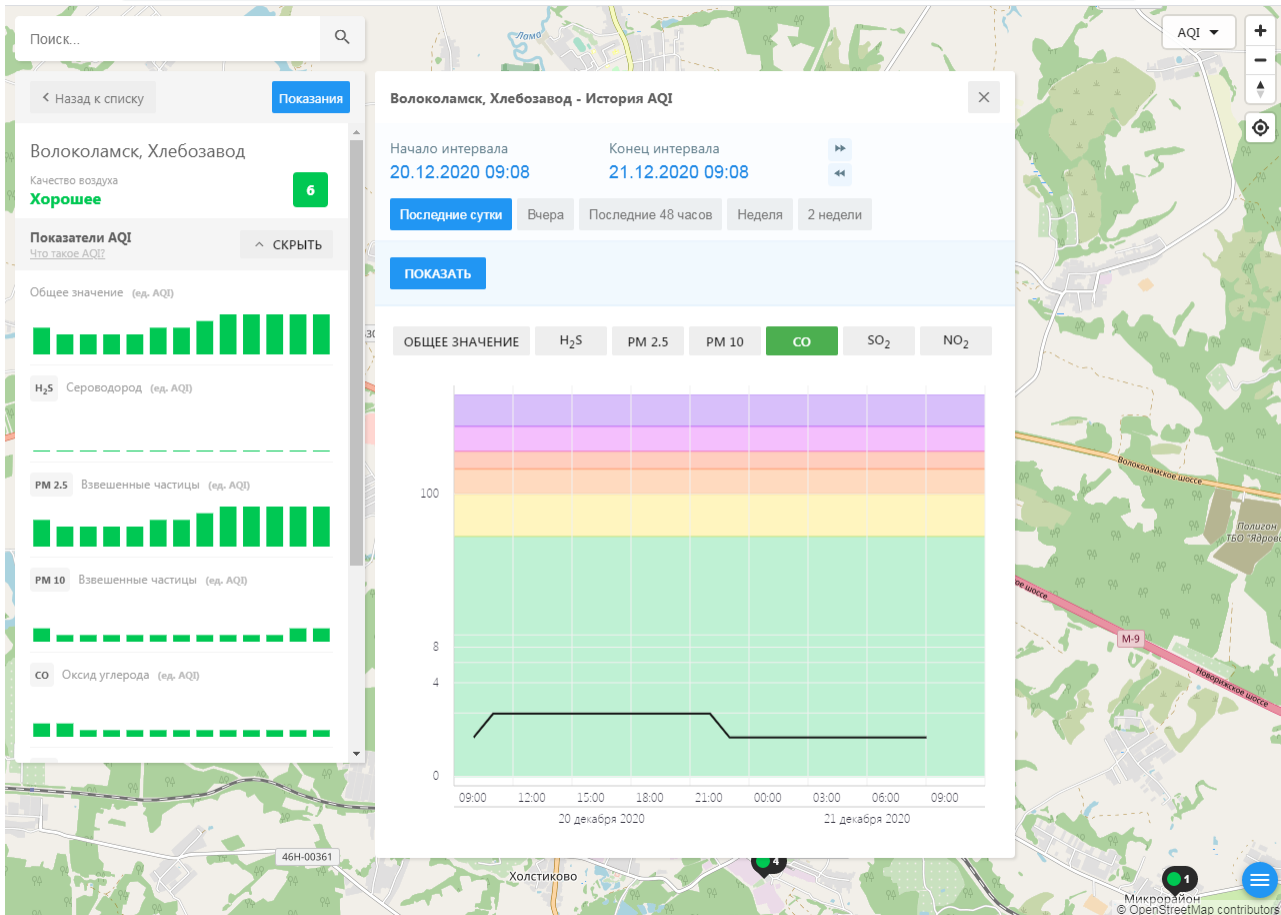 Поиск...
AQI
Ломо
Назад к списку
Показания
Волоколамск, Хлебозавод
Качество воздуха
Хорошее
6
Показатели AQI
Что такое AQI?
СКРЫТЬ
Общее значение (ед. AQI)
H₂S Сероводород (ед. AQI)
PM 2.5 Взвешенные частицы (ед. AQI)
PM 10 Взвешенные частицы (ед. AQI)
CO Оксид углерода (ед. AQI)
Волоколамск, Хлебозавод - История AQI
Начало интервала
Конец интервала
20.12.2020 09:08
21.12.2020 09:08
Последние сутки
Вчера
Последние 48 часов
Неделя
2 недели
ПОКАЗАТЬ
ОБЩЕЕ ЗНАЧЕНИЕ
H₂S
PM 2.5
PM 10
CO
SO₂
NO₂
100
8
4
0
09:00 12:00 15:00 18:00 21:00 00:00 03:00 06:00 09:00
20 декабря 2020
21 декабря 2020
Волоколамское шоссе
Полигон
ТБО "Ядрово
M-9
Новорижское шоссе
46Н-00361
Холстиково
4
1
Микрорайон
© OpenStreetMap contributors